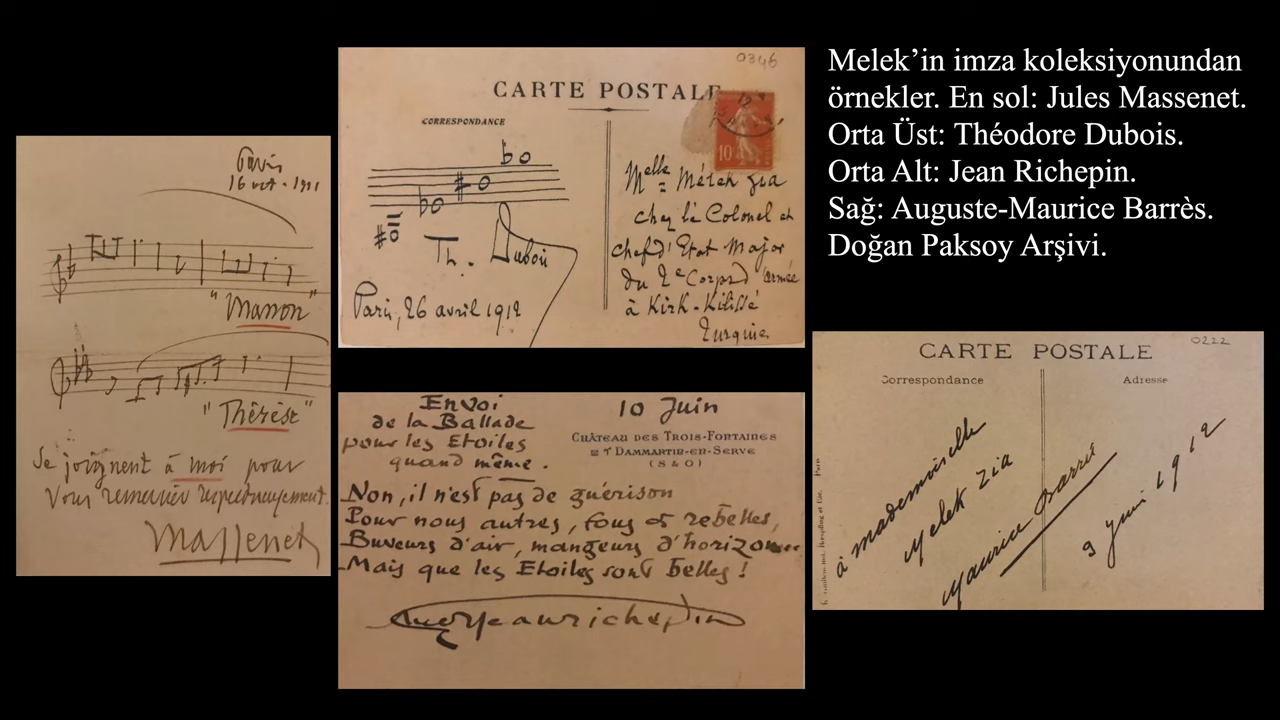 Melek’in imza koleksiyonundan
örnekler. En sol: Jules Massenet.
Orta Üst: Théodore Dubois.
Orta Alt: Jean Richepin.
Sağ: Auguste-Maurice Barrès.
Doğan Paksoy Arşivi.
Paris
16 oct. 1911
"Manon"
"Thérèse"
Se joignent à moi pour
vous remercier respectueusement.
Massenet
0346
CARTE POSTALE
CORRESPONDANCE
10
Th. Dubois
Paris, 26 avril 1912
Melle Mélek Zia
chez le Colonel et
chef d'Etat Major
du 2e Corps d'armée
à Kirk-Kilissé
Turquie
Envoi
de la Ballade
pour les Etoiles
quand même.
10 Juin
CHÂTEAU DES TROIS-FONTAINES
DAMMARTIN-EN-SERVE
(S & O)
Non, il n'est pas de guérison
Pour nous autres, fous et rebelles,
Buveurs d'air, mangeurs d'horizons
Mais que les Etoiles sont belles !
Jean Richepin
0222
CARTE POSTALE
Correspondance
Adresse
à mademoiselle
Melek Zia
Maurice Barrès
9 Juin 1912
Paris